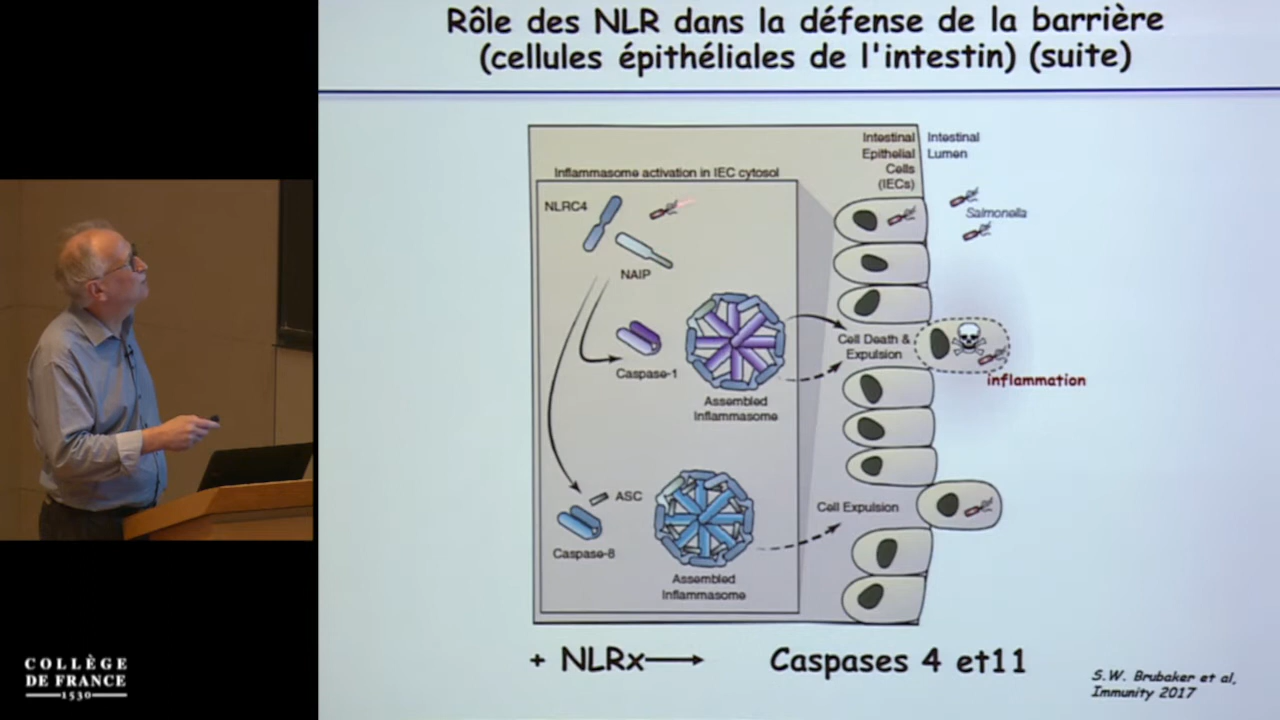 Rôle des NLR dans la défense de la barrière
(cellules épithéliales de l'intestin) (suite)
Intestinal
Epithelial
Cells
(IECs)
Intestinal
Lumen
Inflammasome activation in IEC cytosol
NLRC4
NAIP
Salmonella
Caspase-1
Assembled
Inflammasome
Cell Death &
Expulsion
inflammation
ASC
Caspase-8
Assembled
Inflammasome
Cell Expulsion
+ NLRx
Caspases 4 et11
S.W. Brubaker et al,
Immunity 2017
COLLÈGE
DE FRANCE
1530